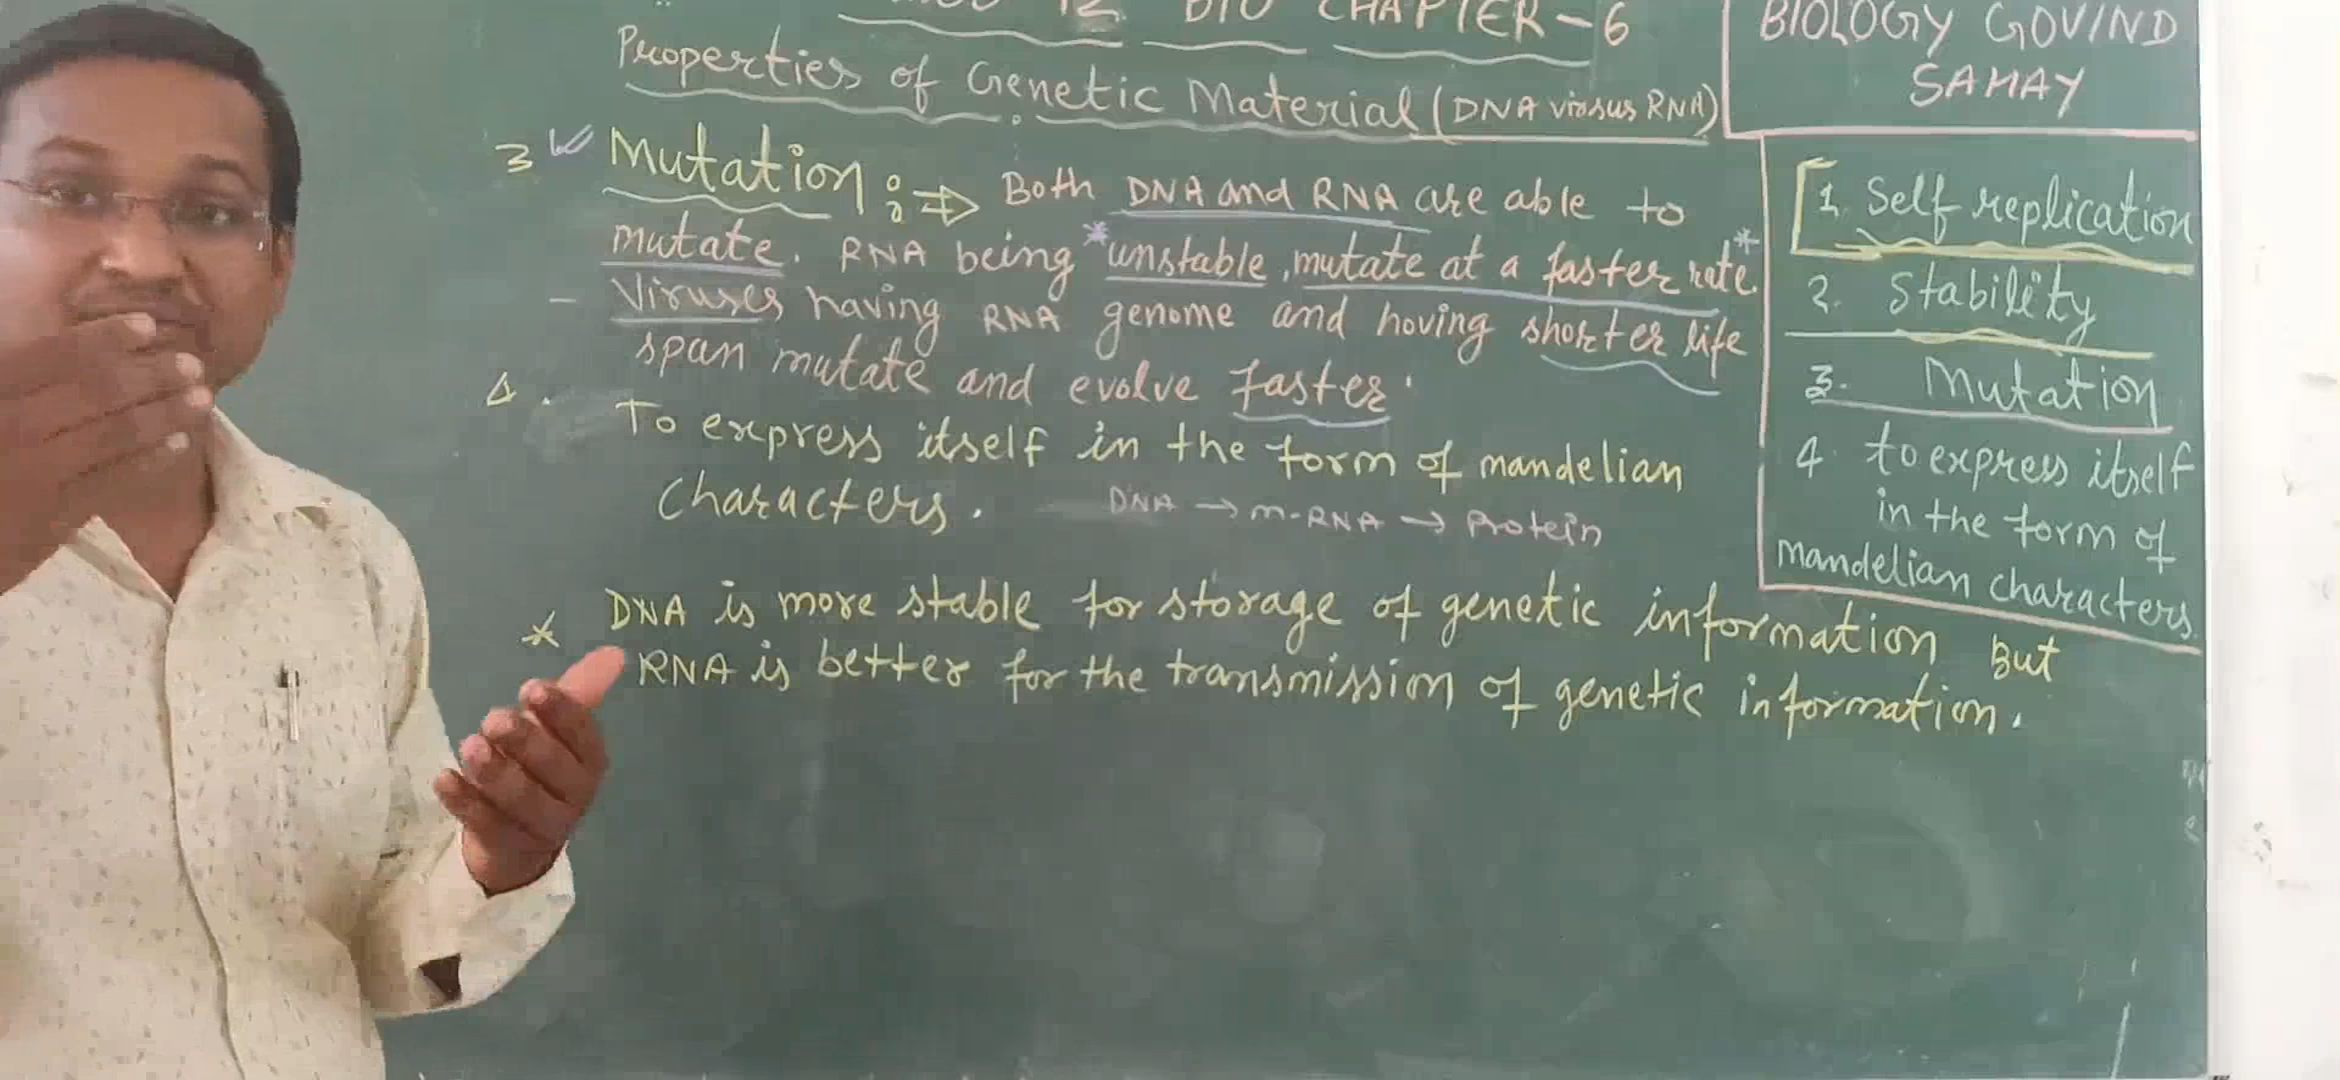 12 BIO CHAPTER-6
Properties of Genetic Material (DNA virsus RNA)
3 Mutation :⇒ Both DNA and RNA are able to
mutate. RNA being *unstable, mutate at a faster rate.*
- Viruses having RNA genome and hoving shorter life
span mutate and evolve faster.
4. To express itself in the form of mandelian
characters. DNA → m-RNA → Protein
* DNA is more stable for storage of genetic information But
RNA is better for the transmission of genetic information.
BIOLOGY GOVIND
SAHAY
1. Self replication
2. Stability
3. Mutation
4. to express itself
in the form of
mandelian characters.